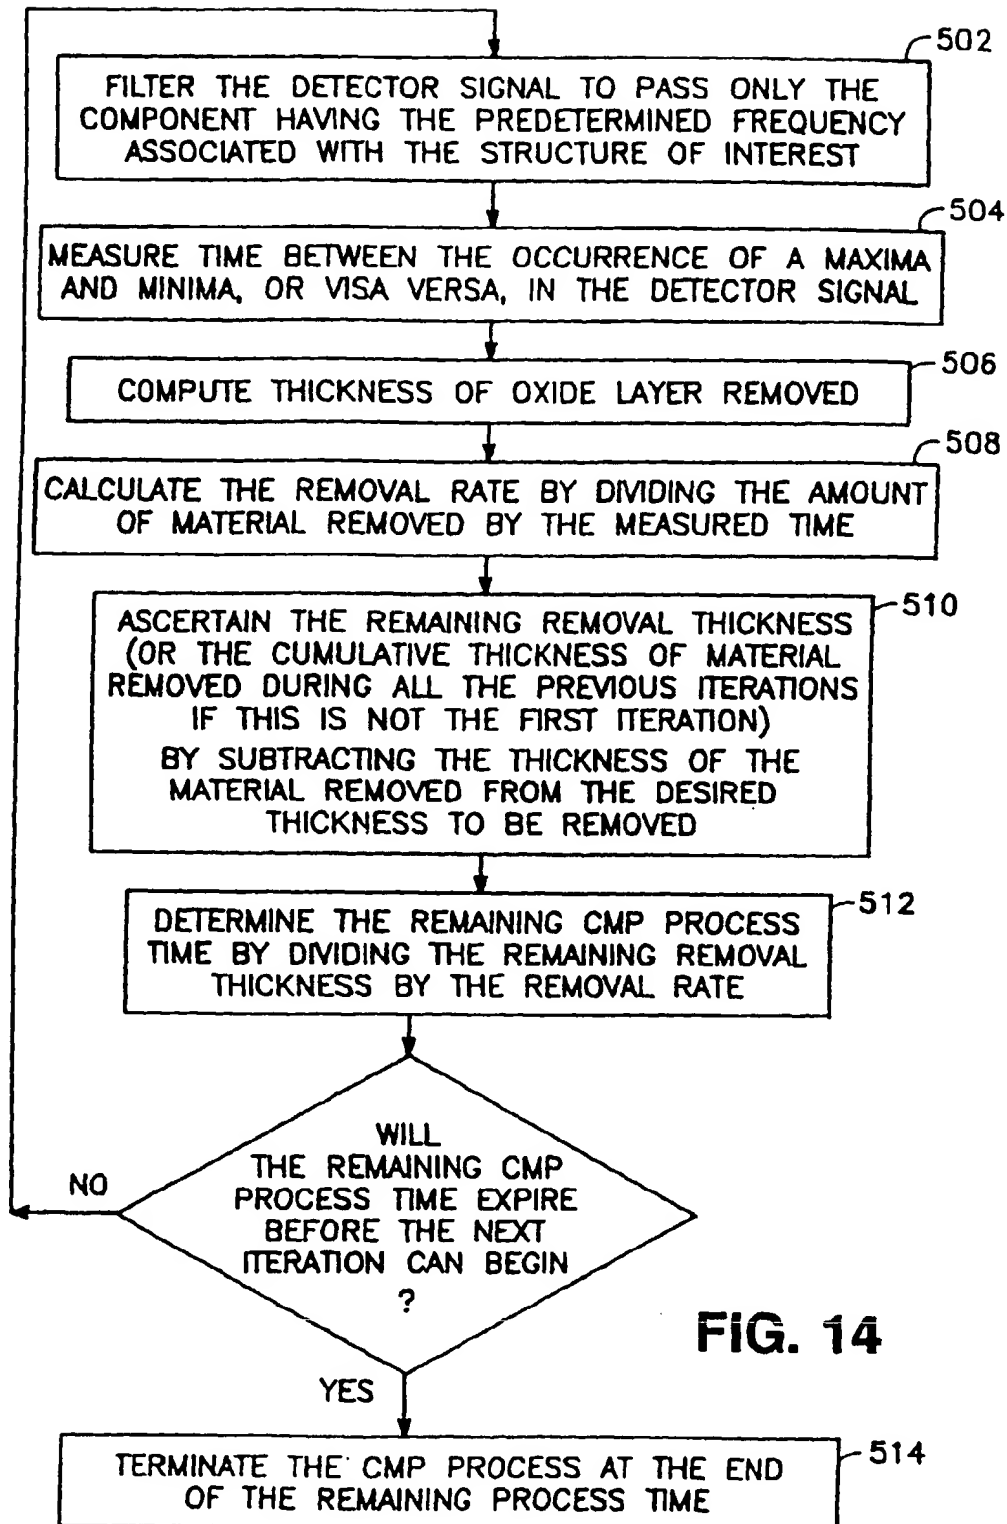 502
FILTER THE DETECTOR SIGNAL TO PASS ONLY THE
COMPONENT HAVING THE PREDETERMINED FREQUENCY
ASSOCIATED WITH THE STRUCTURE OF INTEREST
504
MEASURE TIME BETWEEN THE OCCURRENCE OF A MAXIMA
AND MINIMA, OR VISA VERSA, IN THE DETECTOR SIGNAL
506
COMPUTE THICKNESS OF OXIDE LAYER REMOVED
508
CALCULATE THE REMOVAL RATE BY DIVIDING THE AMOUNT
OF MATERIAL REMOVED BY THE MEASURED TIME
510
ASCERTAIN THE REMAINING REMOVAL THICKNESS
(OR THE CUMULATIVE THICKNESS OF MATERIAL
REMOVED DURING ALL THE PREVIOUS ITERATIONS
IF THIS IS NOT THE FIRST ITERATION)
BY SUBTRACTING THE THICKNESS OF THE
MATERIAL REMOVED FROM THE DESIRED
THICKNESS TO BE REMOVED
512
DETERMINE THE REMAINING CMP PROCESS
TIME BY DIVIDING THE REMAINING REMOVAL
THICKNESS BY THE REMOVAL RATE
WILL
THE REMAINING CMP
PROCESS TIME EXPIRE
BEFORE THE NEXT
ITERATION CAN BEGIN
?
NO
FIG. 14
YES
514
TERMINATE THE CMP PROCESS AT THE END
OF THE REMAINING PROCESS TIME